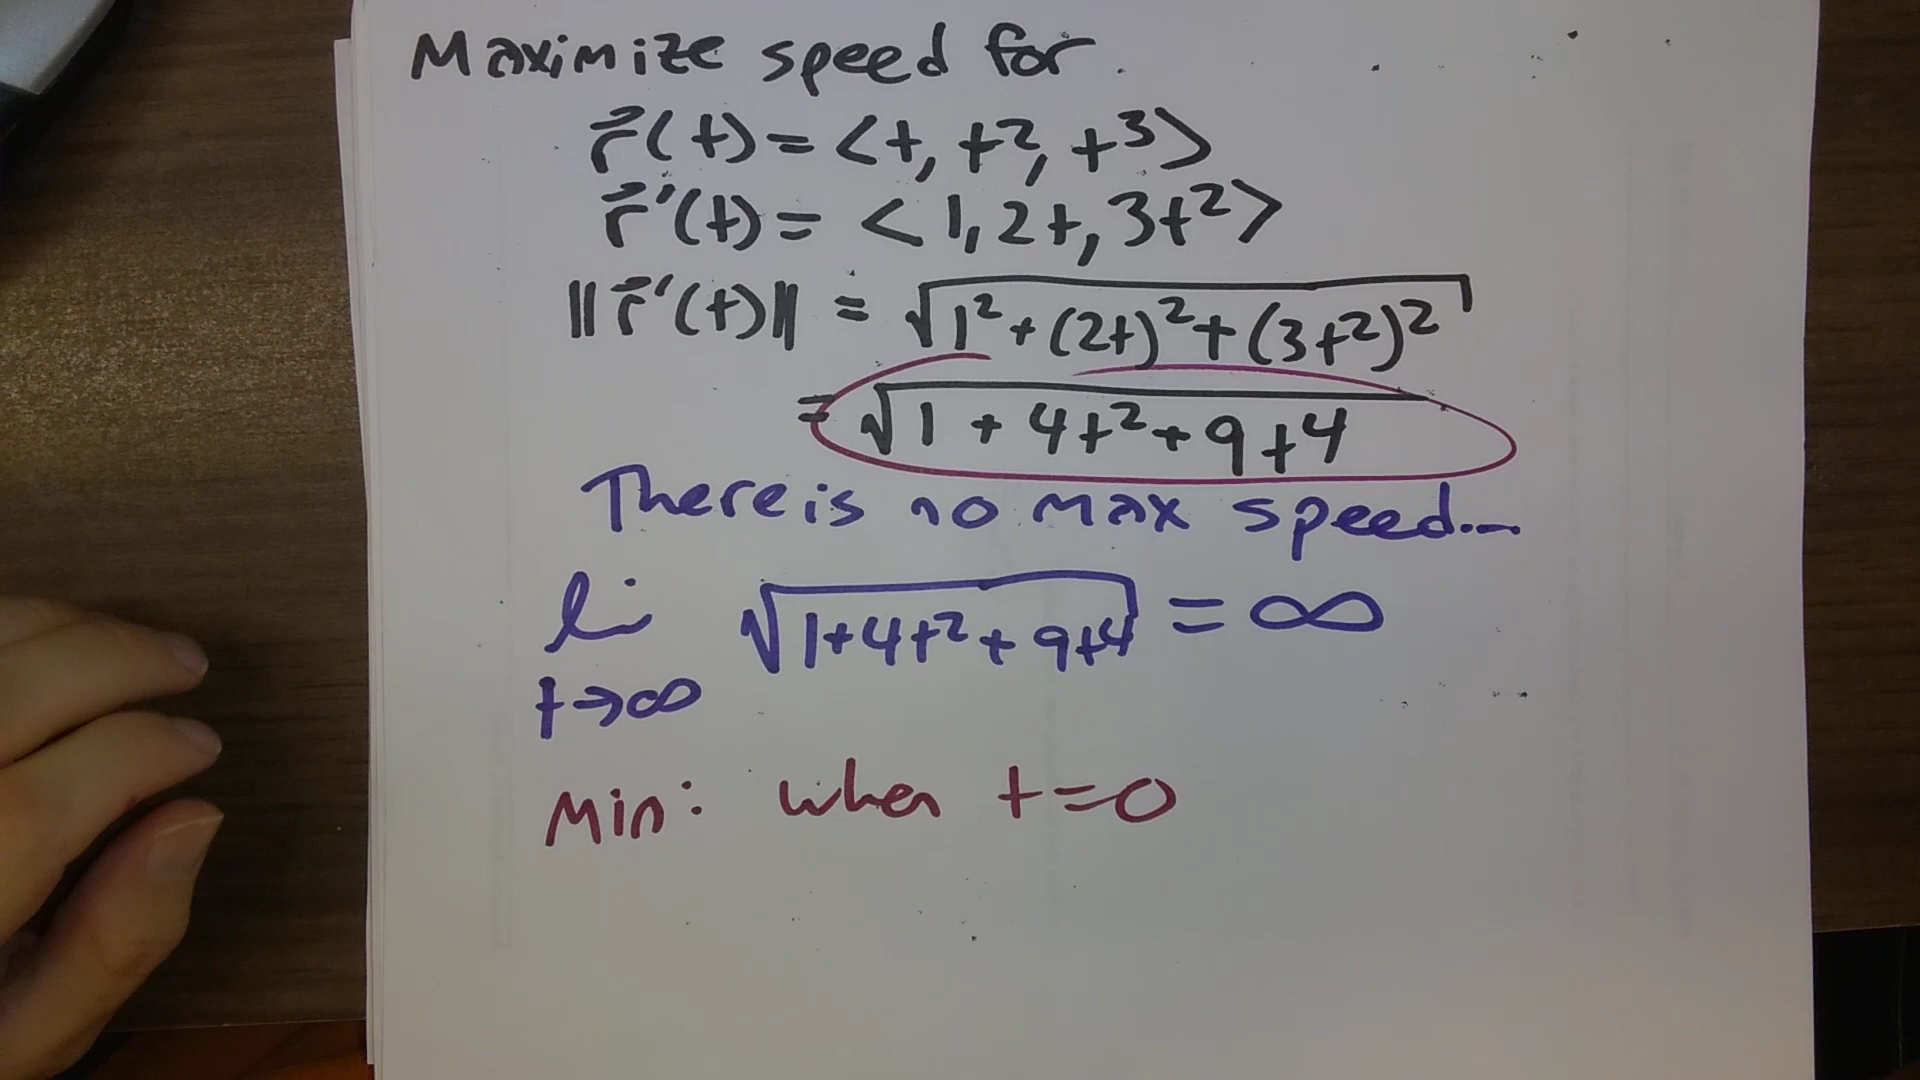 Maximize speed for
r⃗(t) = <t, t², t³>
r⃗'(t) = <1, 2t, 3t²>
||r⃗'(t)|| = √(1² + (2t)² + (3t²)²)
= √(1 + 4t² + 9t⁴)
There is no max speed...
li √(1+4t²+9t⁴) = ∞
t→∞
Min: when t=0